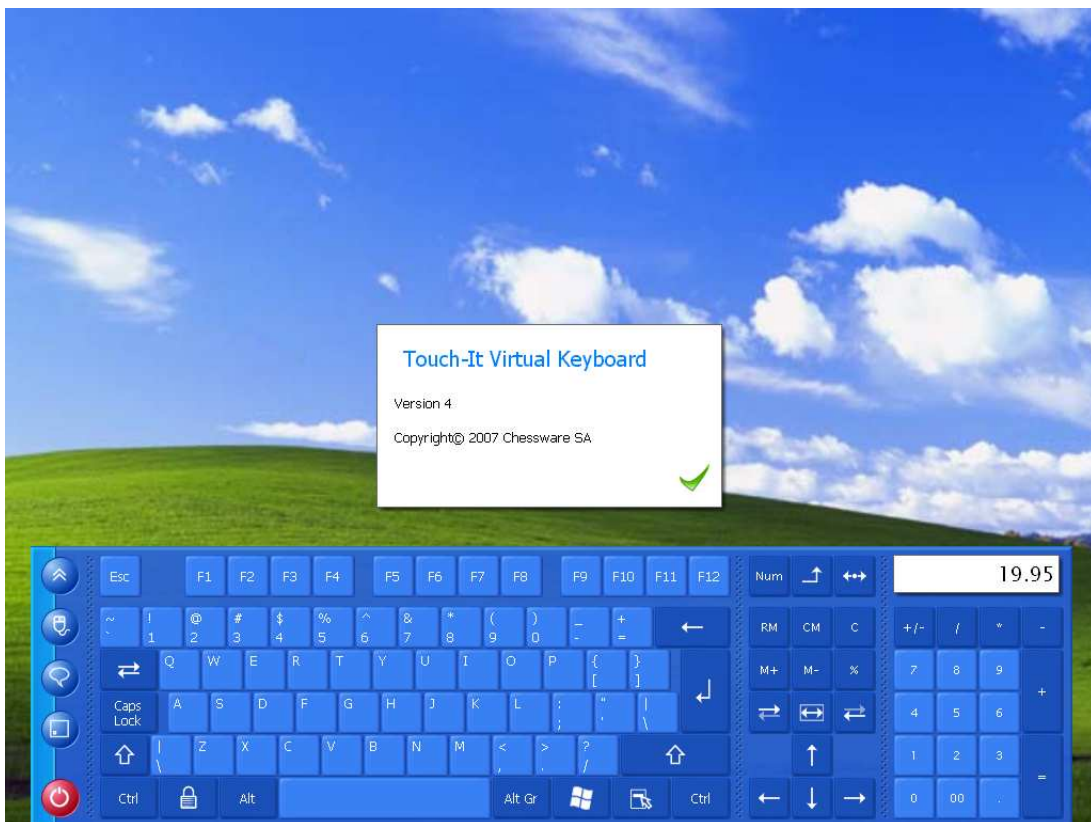 Touch-It Virtual Keyboard
Version 4
Copyright© 2007 Chessware SA
Esc F1 F2 F3 F4 F5 F6 F7 F8 F9 F10 F11 F12 Num 19.95
~ ! @ # $ % ^ & * ( ) _ +
` 1 2 3 4 5 6 7 8 9 0 - = RM CM C +/- / * -
Q W E R T Y U I O P { }
[ ] M+ M- % 7 8 9 +
Caps Lock A S D F G H J K L : " |
; ' \ 4 5 6
| Z X C V B N M < > ?
\ , . / 1 2 3 =
Ctrl Alt Alt Gr Ctrl 0 00 .